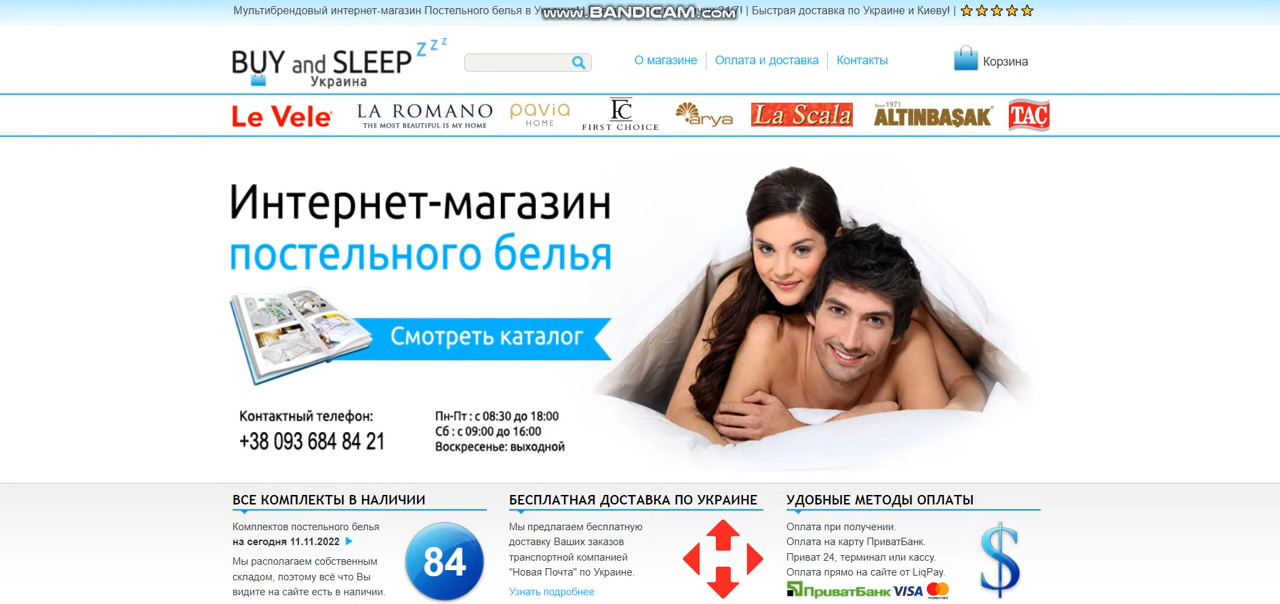 Мультибрендовый интернет-магазин Постельного белья в www.BANDICAM.com 24/7! | Быстрая доставка по Украине и Киеву! |
BUY and SLEEP z z z
Украина
О магазине
Оплата и доставка
Контакты
Корзина
Le Vele
LA ROMANO
THE MOST BEAUTIFUL IS MY HOME
pavia
HOME
FC
FIRST CHOICE
arya
La Scala
Since 1971
ALTINBAŞAK
TAÇ
Интернет-магазин
постельного белья
Смотреть каталог
Контактный телефон:
+38 093 684 84 21
Пн-Пт : с 08:30 до 18:00
Сб : с 09:00 до 16:00
Воскресенье: выходной
ВСЕ КОМПЛЕКТЫ В НАЛИЧИИ
Комплектов постельного белья
на сегодня 11.11.2022
Мы располагаем собственным
складом, поэтому всё что Вы
видите на сайте есть в наличии.
84
БЕСПЛАТНАЯ ДОСТАВКА ПО УКРАИНЕ
Мы предлагаем бесплатную
доставку Ваших заказов
транспортной компанией
"Новая Почта" по Украине.
Узнать подробнее
УДОБНЫЕ МЕТОДЫ ОПЛАТЫ
Оплата при получении.
Оплата на карту ПриватБанк.
Приват 24, терминал или кассу.
Оплата прямо на сайте от LiqPay.
ПриватБанк VISA
$